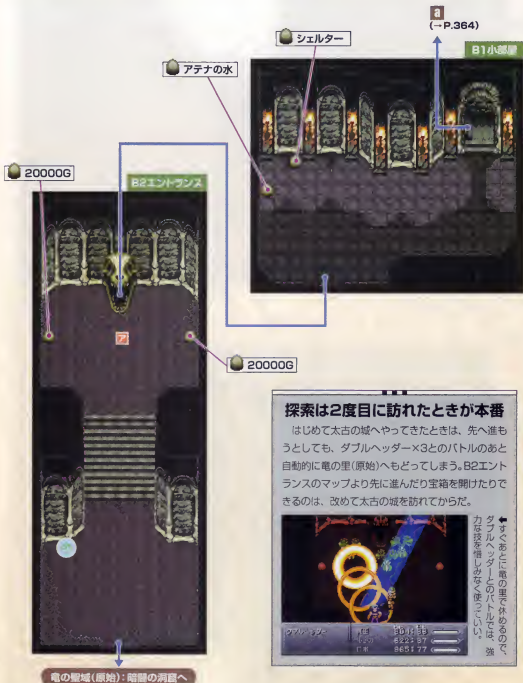 a
(→P.364)
シェルター
B1小部屋
アテナの水
20000G
B2エントランス
ア
20000G
探索は2度目に訪れたときが本番
はじめて太古の城へやってきたときは、先へ進も
うとしても、ダブルヘッダー×3とのバトルのあと
自動的に竜の里(原始)へもどってしまう。B2エント
ランスのマップより先に進んだり宝箱を開けたりで
きるのは、改めて太古の城を訪れてからだ。
←すぐあとに竜の里で休めるので、
ダブルヘッダーとのバトルでは、強
力な技を惜しみなく使っていい。
竜の聖域(原始):暗闇の洞窟へ